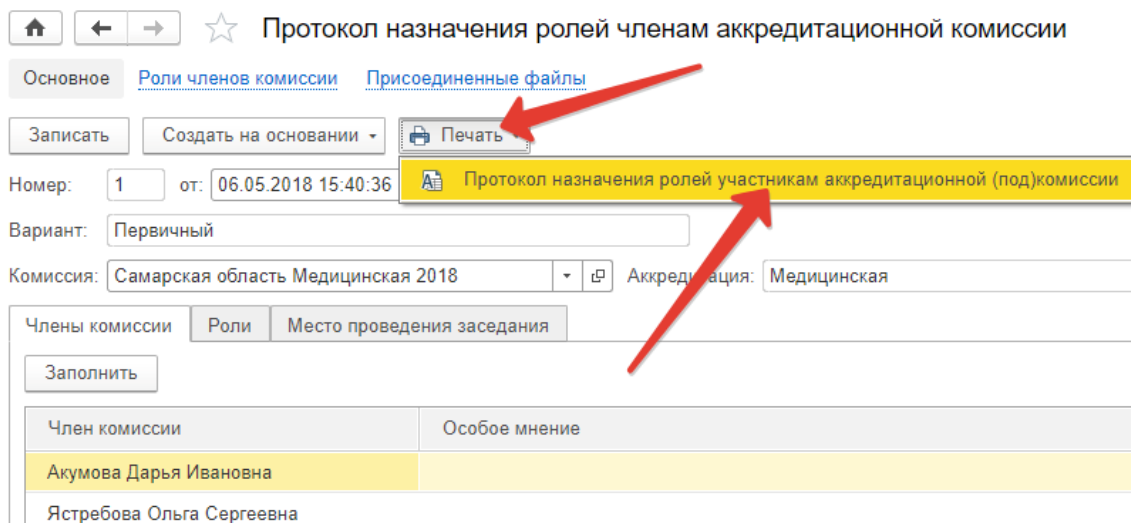 Протокол назначения ролей членам аккредитационной комиссии
Основное Роли членов комиссии Присоединенные файлы
Записать Создать на основании Печать
Номер: 1 от: 06.05.2018 15:40:36 Протокол назначения ролей участникам аккредитационной (под)комиссии
Вариант: Первичный
Комиссия: Самарская область Медицинская 2018 Аккредитация: Медицинская
Члены комиссии Роли Место проведения заседания
Заполнить
Член комиссии Особое мнение
Акумова Дарья Ивановна
Ястребова Ольга Сергеевна